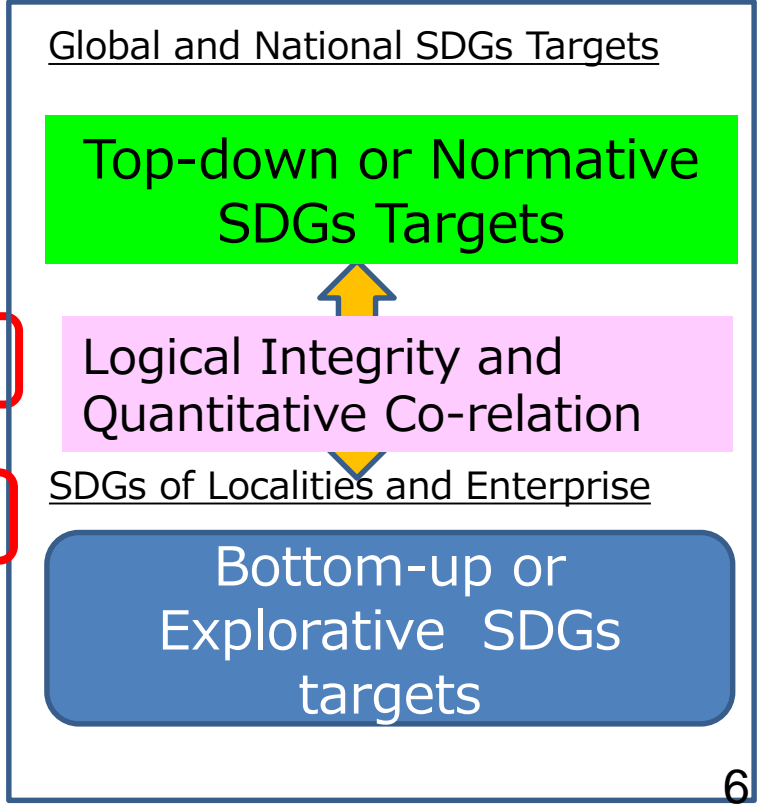 Global and National SDGs Targets
Top-down or Normative
SDGs Targets
Logical Integrity and
Quantitative Co-relation
SDGs of Localities and Enterprise
Bottom-up or
Explorative SDGs
targets
6